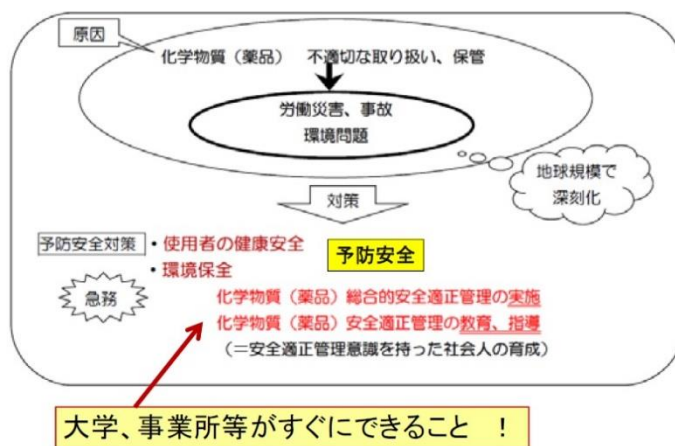 原因
化学物質（薬品）　不適切な取り扱い、保管
労働災害、事故
環境問題
地球規模で
深刻化
対策
予防安全対策
・使用者の健康安全
・環境保全
予防安全
急務
化学物質（薬品）総合的安全適正管理の実施
化学物質（薬品）安全適正管理の教育、指導
（＝安全適正管理意識を持った社会人の育成）
大学、事業所等がすぐにできること　！